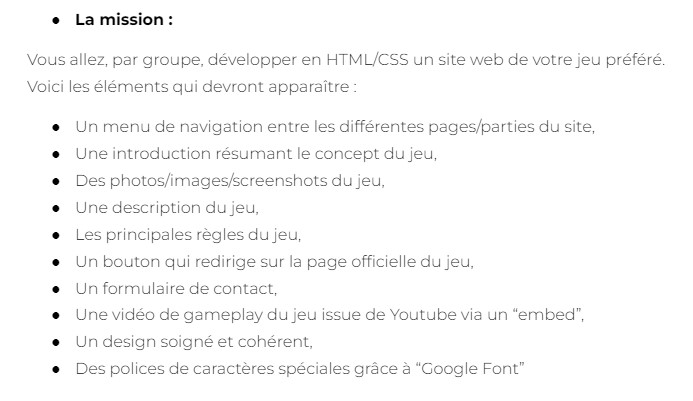 ● La mission :
Vous allez, par groupe, développer en HTML/CSS un site web de votre jeu préféré.
Voici les éléments qui devront apparaître :
● Un menu de navigation entre les différentes pages/parties du site,
● Une introduction résumant le concept du jeu,
● Des photos/images/screenshots du jeu,
● Une description du jeu,
● Les principales règles du jeu,
● Un bouton qui redirige sur la page officielle du jeu,
● Un formulaire de contact,
● Une vidéo de gameplay du jeu issue de Youtube via un “embed”,
● Un design soigné et cohérent,
● Des polices de caractères spéciales grâce à “Google Font”